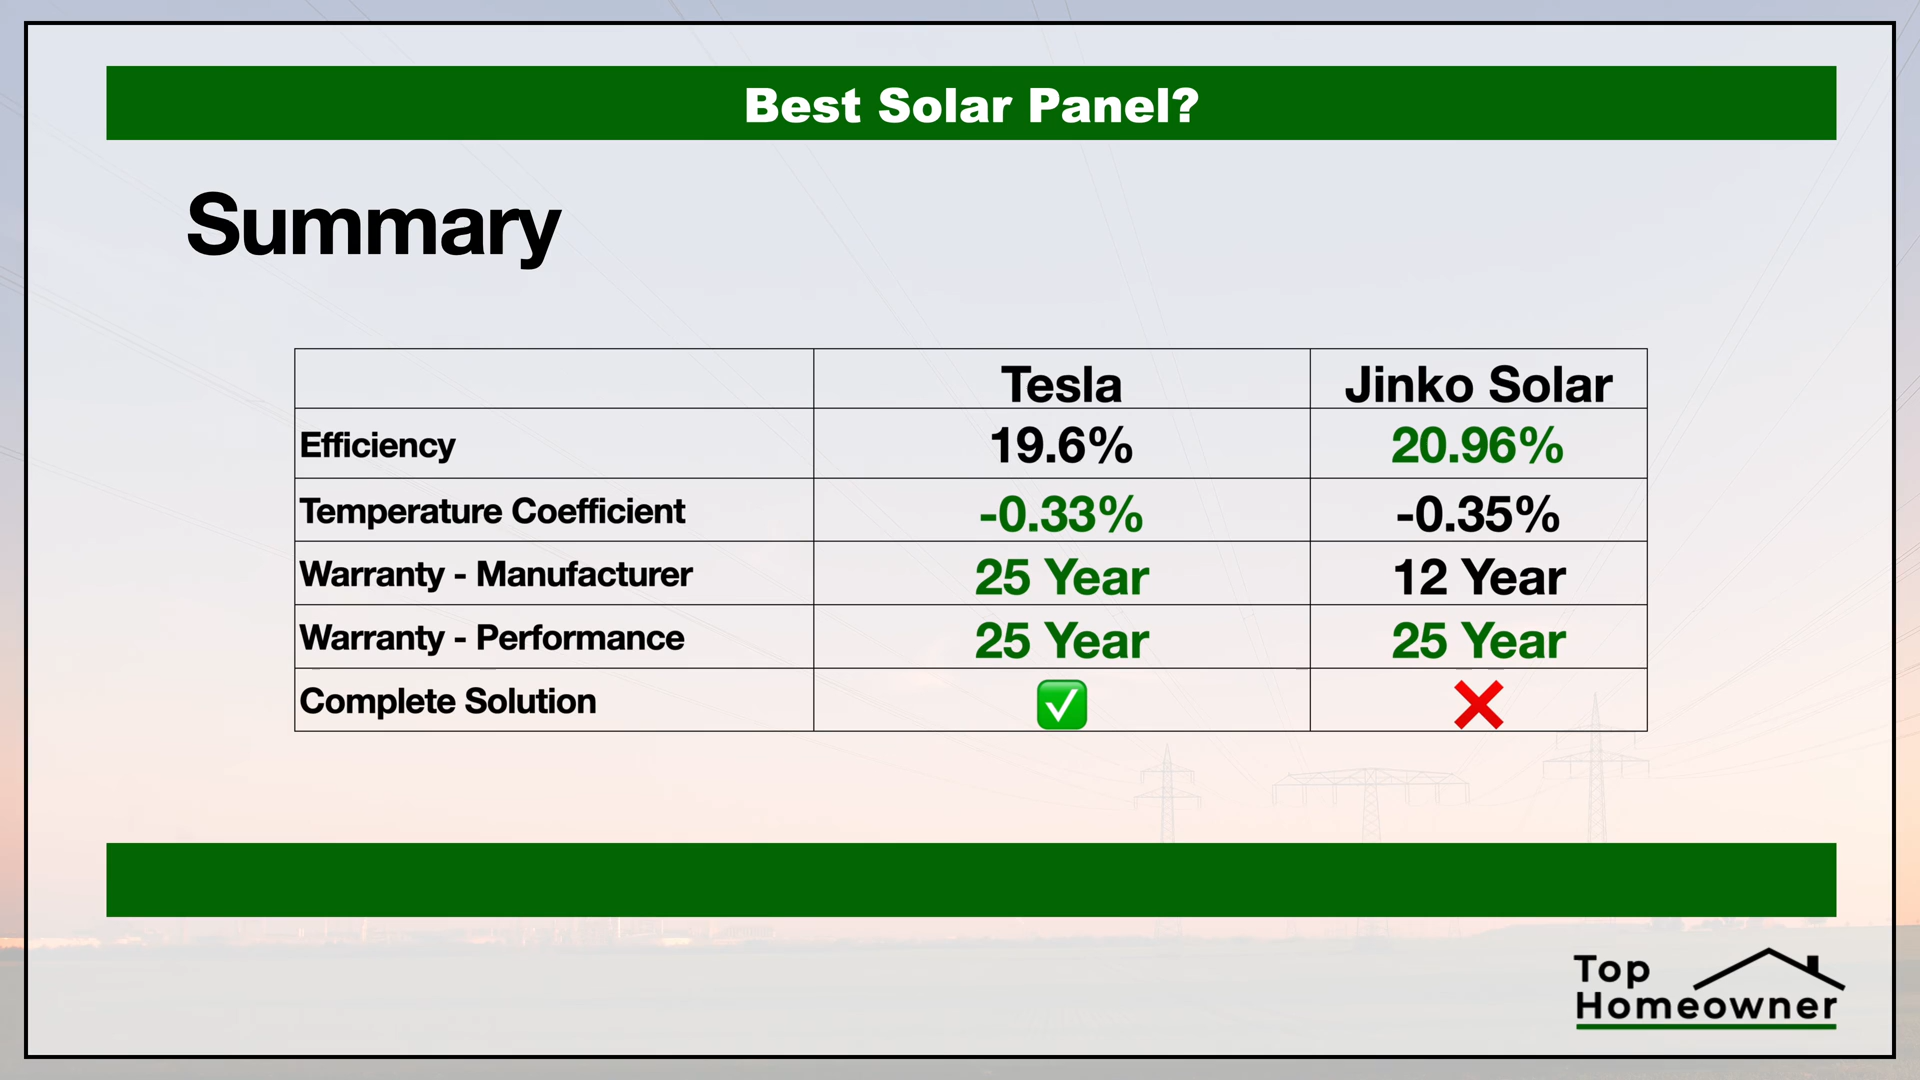 Best Solar Panel?
Summary
Tesla Jinko Solar
Efficiency 19.6% 20.96%
Temperature Coefficient -0.33% -0.35%
Warranty - Manufacturer 25 Year 12 Year
Warranty - Performance 25 Year 25 Year
Complete Solution ✅ ❌
Top
Homeowner